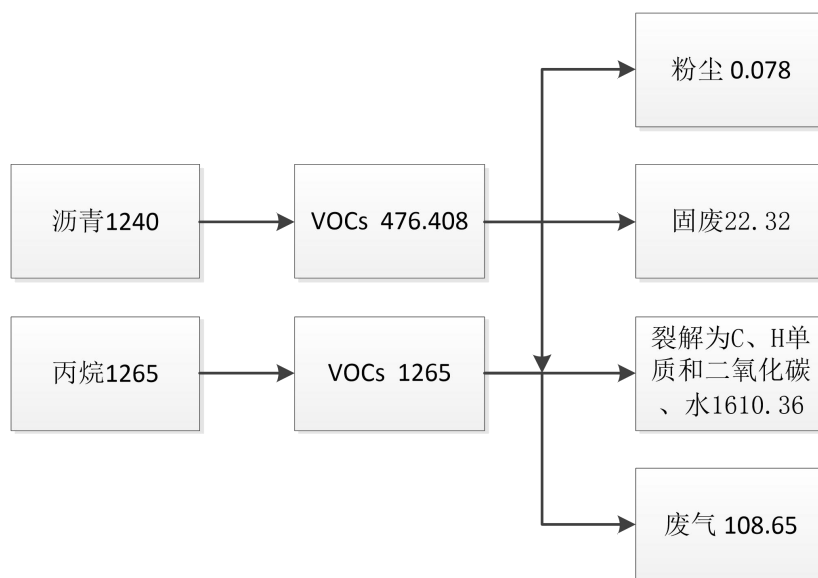 粉尘 0.078
沥青1240
VOCs 476.408
固废22.32
丙烷1265
VOCs 1265
裂解为C、H单
质和二氧化碳
、水1610.36
废气 108.65